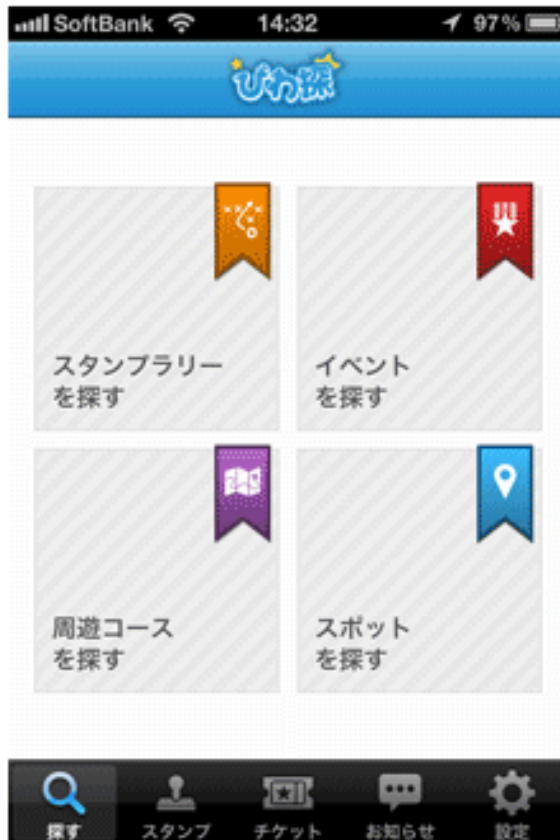 SoftBank 14:32 97%
びわ探
スタンプラリー
を探す
イベント
を探す
周遊コース
を探す
スポット
を探す
探す スタンプ チケット お知らせ 設定